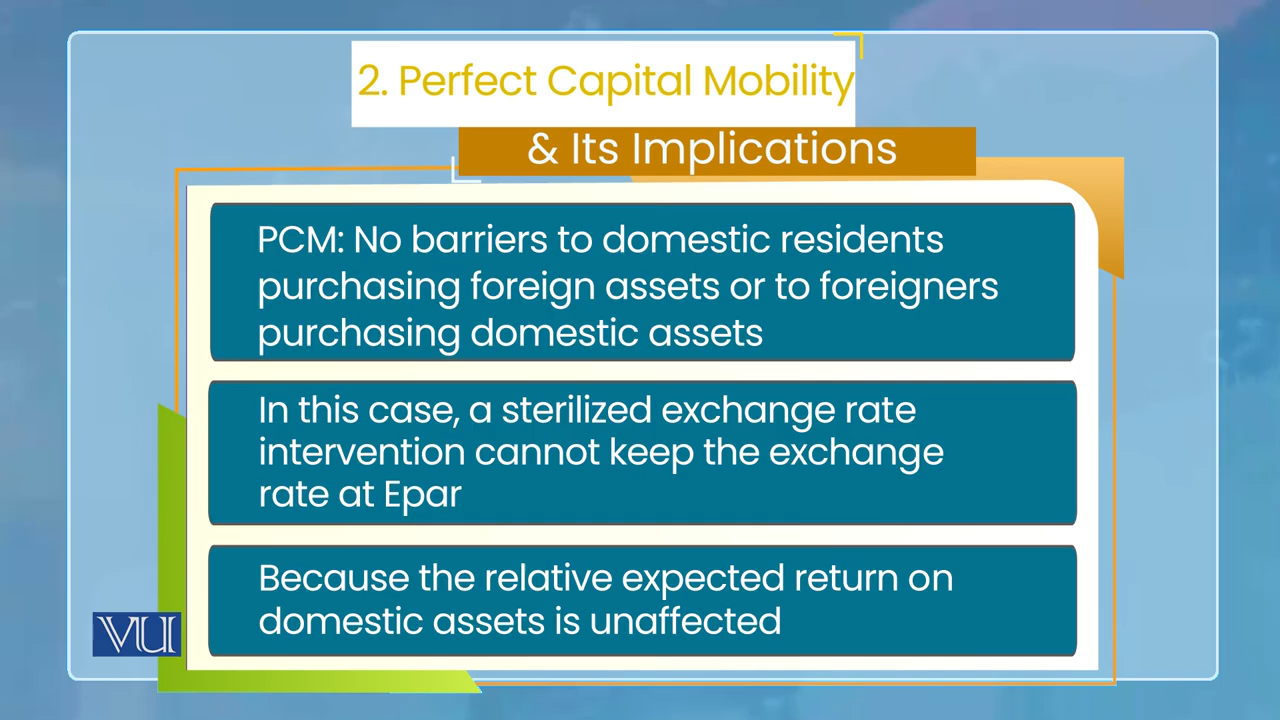 2. Perfect Capital Mobility
& Its Implications
PCM: No barriers to domestic residents
purchasing foreign assets or to foreigners
purchasing domestic assets
In this case, a sterilized exchange rate
intervention cannot keep the exchange
rate at Epar
Because the relative expected return on
domestic assets is unaffected
VU